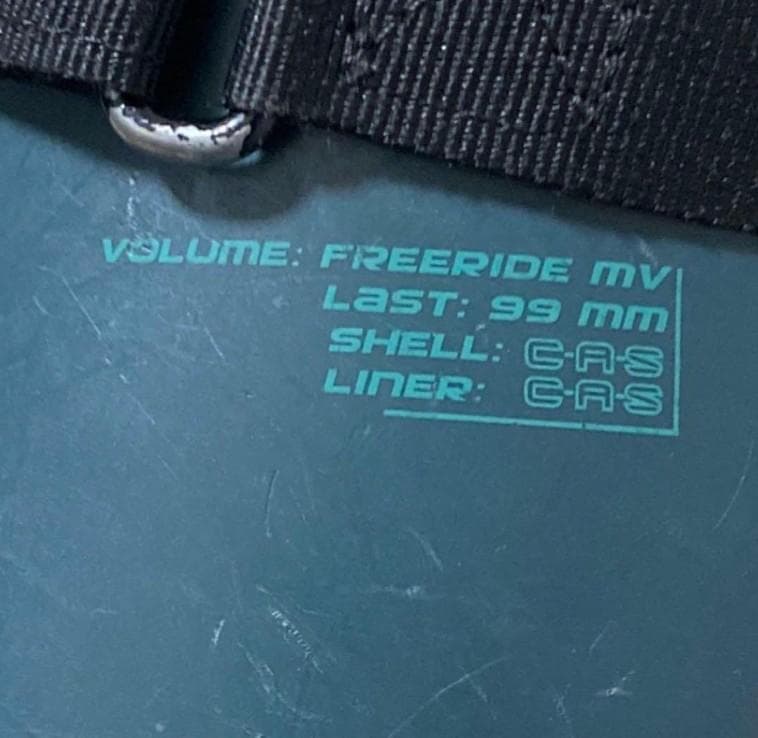 VOLUME: FREERIDE MV
LAST: 99 mm
SHELL: C-A-S
LINER: C-A-S